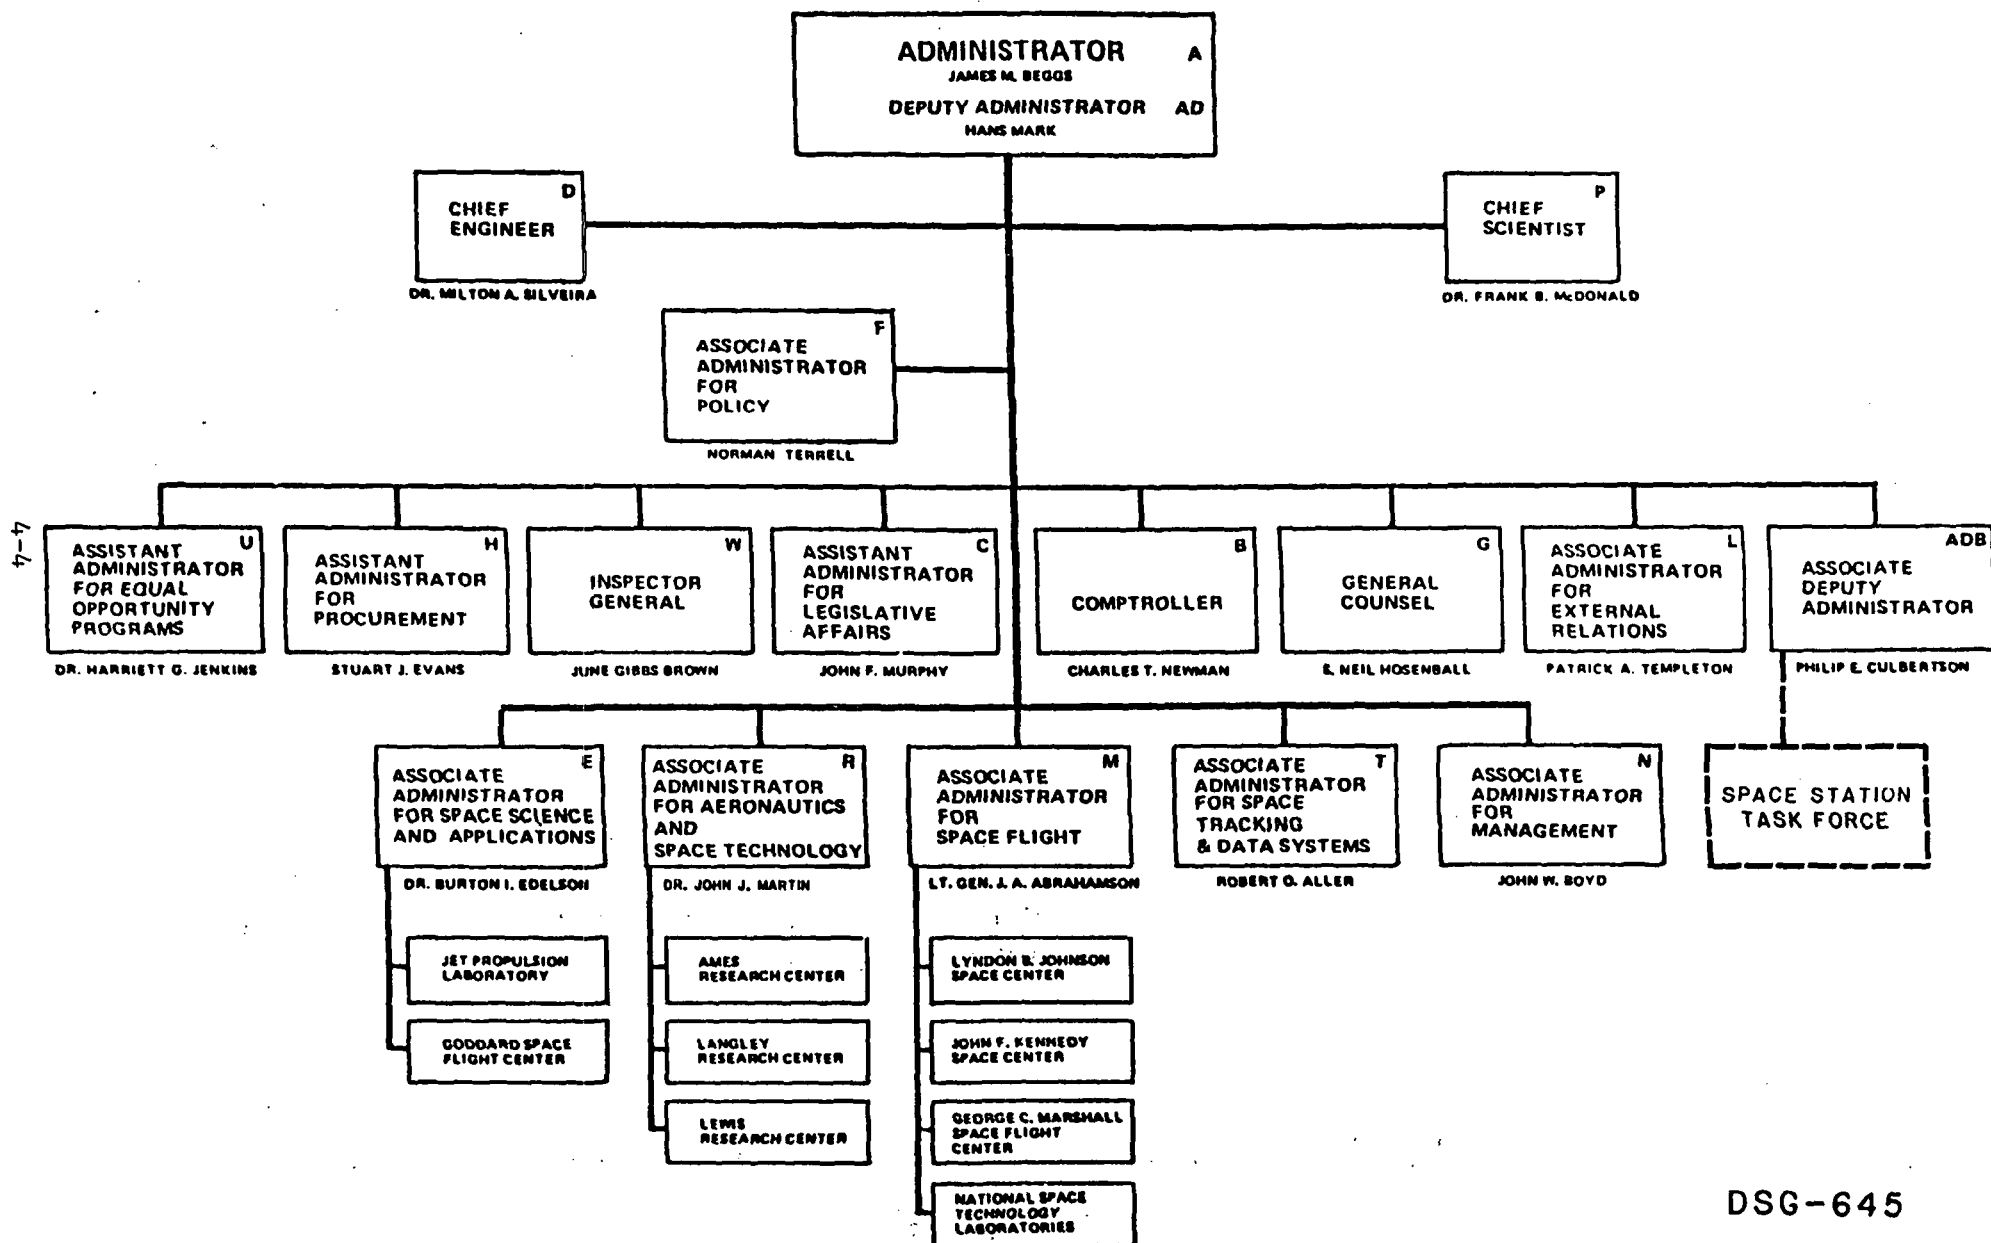 ADMINISTRATOR A
JAMES M. BEGGS
DEPUTY ADMINISTRATOR AD
HANS MARK
D
CHIEF
ENGINEER
DR. MILTON A. SILVEIRA
P
CHIEF
SCIENTIST
DR. FRANK B. McDONALD
F
ASSOCIATE
ADMINISTRATOR
FOR
POLICY
NORMAN TERRELL
4-4
U
ASSISTANT
ADMINISTRATOR
FOR EQUAL
OPPORTUNITY
PROGRAMS
DR. HARRIETT G. JENKINS
H
ASSISTANT
ADMINISTRATOR
FOR
PROCUREMENT
STUART J. EVANS
W
INSPECTOR
GENERAL
JUNE GIBBS BROWN
C
ASSISTANT
ADMINISTRATOR
FOR
LEGISLATIVE
AFFAIRS
JOHN F. MURPHY
B
COMPTROLLER
CHARLES T. NEWMAN
G
GENERAL
COUNSEL
S. NEIL HOSENBALL
L
ASSOCIATE
ADMINISTRATOR
FOR
EXTERNAL
RELATIONS
PATRICK A. TEMPLETON
ADB
ASSOCIATE
DEPUTY
ADMINISTRATOR
PHILIP E. CULBERTSON
E
ASSOCIATE
ADMINISTRATOR
FOR SPACE SCIENCE
AND APPLICATIONS
DR. BURTON I. EDELSON
R
ASSOCIATE
ADMINISTRATOR
FOR AERONAUTICS
AND
SPACE TECHNOLOGY
DR. JOHN J. MARTIN
M
ASSOCIATE
ADMINISTRATOR
FOR
SPACE FLIGHT
LT. GEN. J. A. ABRAHAMSON
T
ASSOCIATE
ADMINISTRATOR
FOR SPACE
TRACKING
& DATA SYSTEMS
ROBERT O. ALLER
N
ASSOCIATE
ADMINISTRATOR
FOR
MANAGEMENT
JOHN W. BOYD
SPACE STATION
TASK FORCE
JET PROPULSION
LABORATORY
GODDARD SPACE
FLIGHT CENTER
AMES
RESEARCH CENTER
LANGLEY
RESEARCH CENTER
LEWIS
RESEARCH CENTER
LYNDON B. JOHNSON
SPACE CENTER
JOHN F. KENNEDY
SPACE CENTER
GEORGE C. MARSHALL
SPACE FLIGHT
CENTER
NATIONAL SPACE
TECHNOLOGY
LABORATORIES
DSG-645